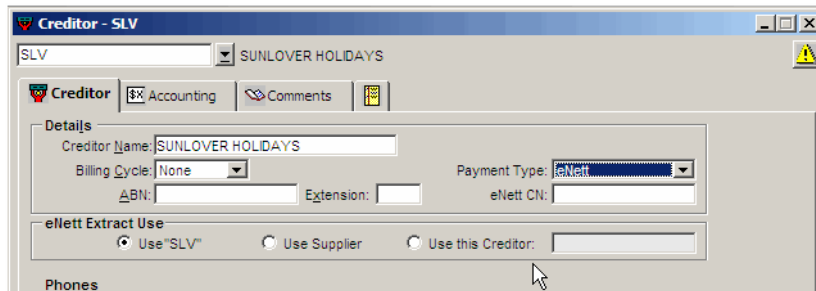 Creditor - SLV
SLV SUNLOVER HOLIDAYS
Creditor $X Accounting Comments
Details
Creditor Name: SUNLOVER HOLIDAYS
Billing Cycle: None Payment Type: eNett
ABN: Extension: eNett CN:
eNett Extract Use
Use"SLV" Use Supplier Use this Creditor:
Phones